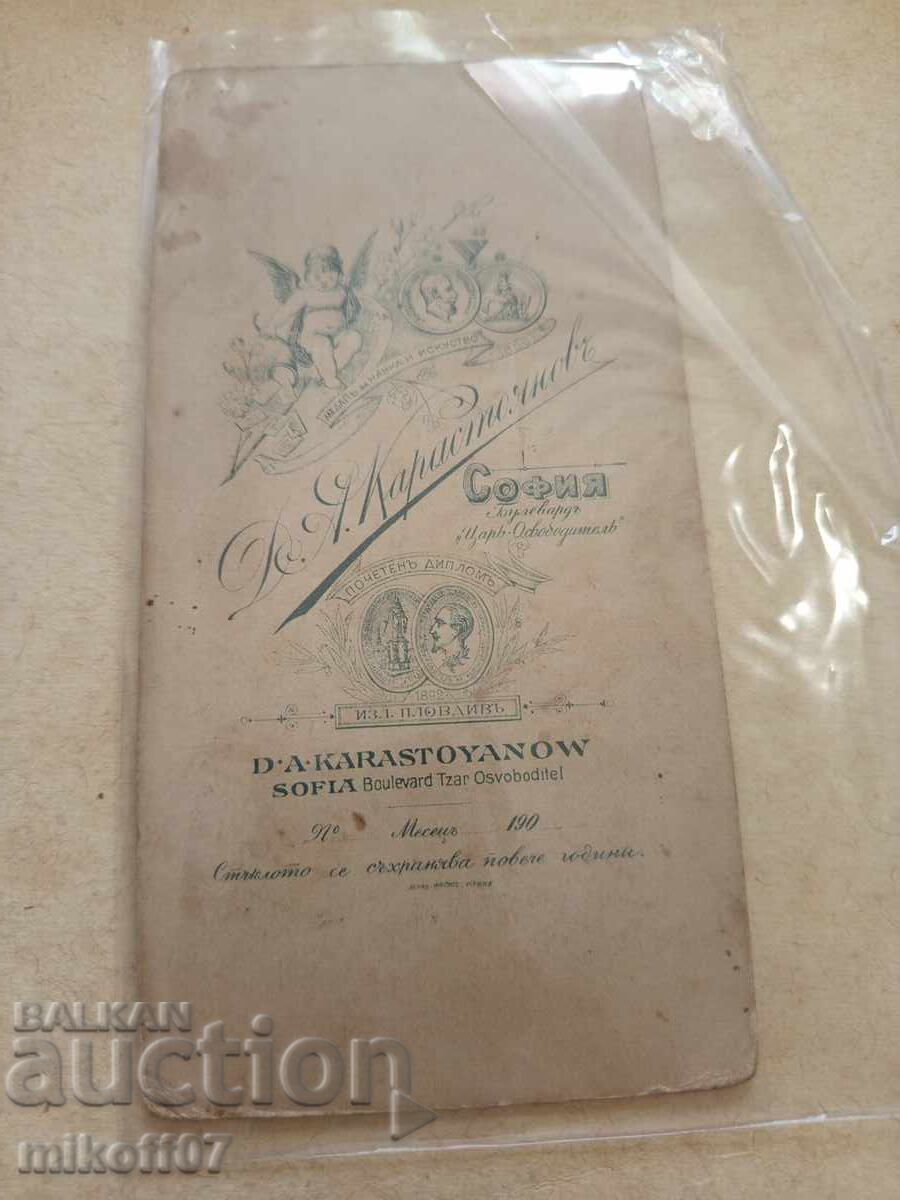 МЕДАЛЪ ЗА НАУКА И ИСКУСТВО
Д. А. Карастояновъ
СОФИЯ
Булевардъ
„Царь-Освободитель“
ПОЧЕТЕНЪ ДИПЛОМЪ
1892
ИЗЛ. ПЛОВДИВЪ
D·A·KARASTOYANOW
SOFIA Boulevard Tzar Osvoboditel
No Месецъ 190
Стъклото се съхранява повече години.
BALKAN
auction
mikoff07